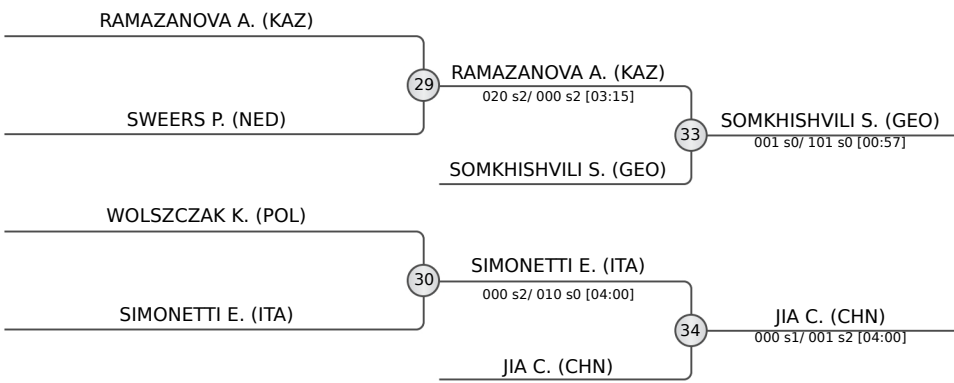 RAMAZANOVA A. (KAZ)
29
RAMAZANOVA A. (KAZ)
020 s2/ 000 s2 [03:15]
SWEERS P. (NED)
33
SOMKHISHVILI S. (GEO)
001 s0/ 101 s0 [00:57]
SOMKHISHVILI S. (GEO)
WOLSZCZAK K. (POL)
30
SIMONETTI E. (ITA)
000 s2/ 010 s0 [04:00]
SIMONETTI E. (ITA)
34
JIA C. (CHN)
000 s1/ 001 s2 [04:00]
JIA C. (CHN)